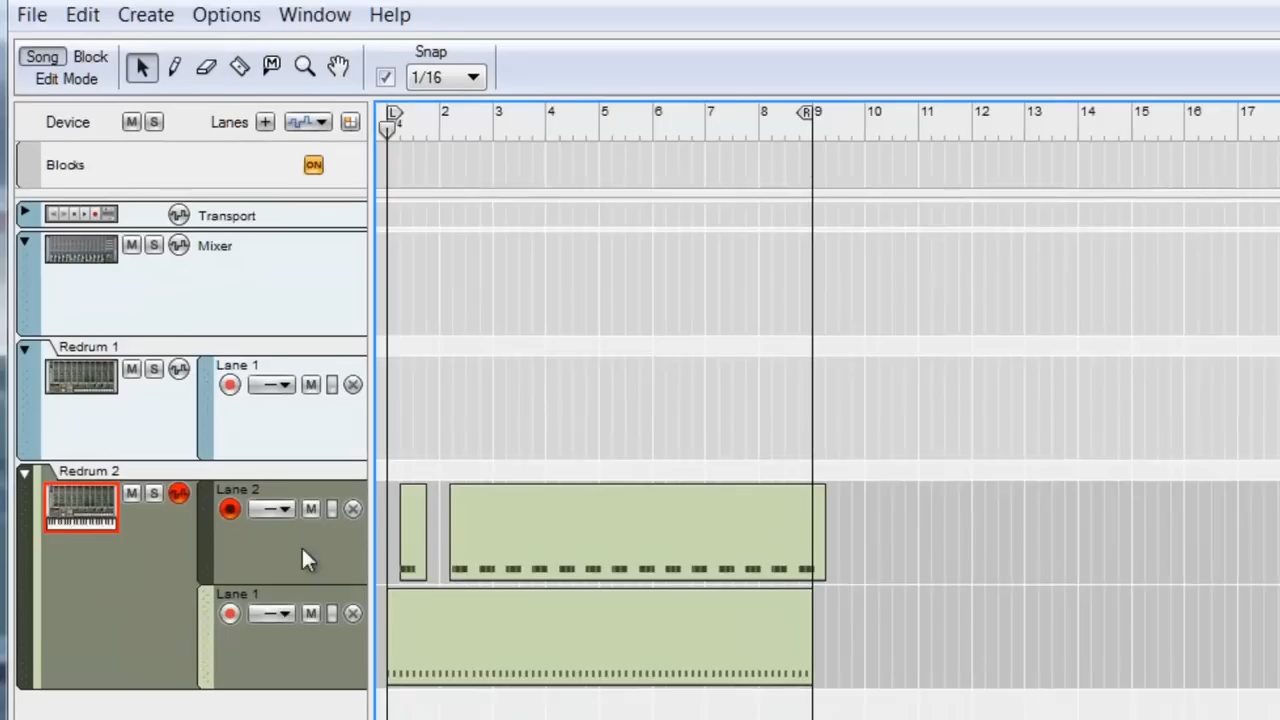 File Edit Create Options Window Help
Song Block
Edit Mode
M
Snap
1/16
Device M S Lanes +
L 2 3 4 5 6 7 8 R 9 10 11 12 13 14 15 16 17
4
Blocks ON
Transport
M S Mixer
Redrum 1
M S Lane 1
M
Redrum 2
M S Lane 2
M
Lane 1
M